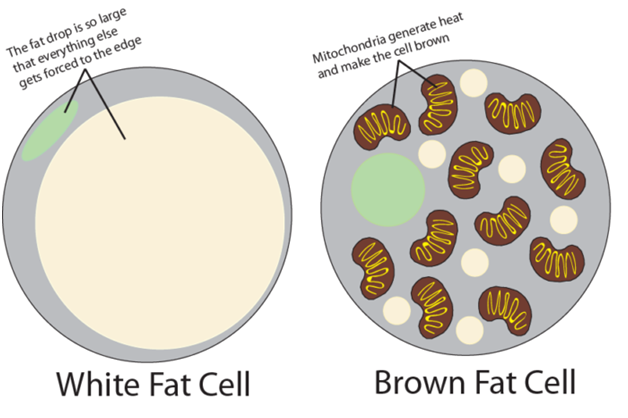 The fat drop is so large
that everything else
gets forced to the edge
Mitochondria generate heat
and make the cell brown
White Fat Cell
Brown Fat Cell